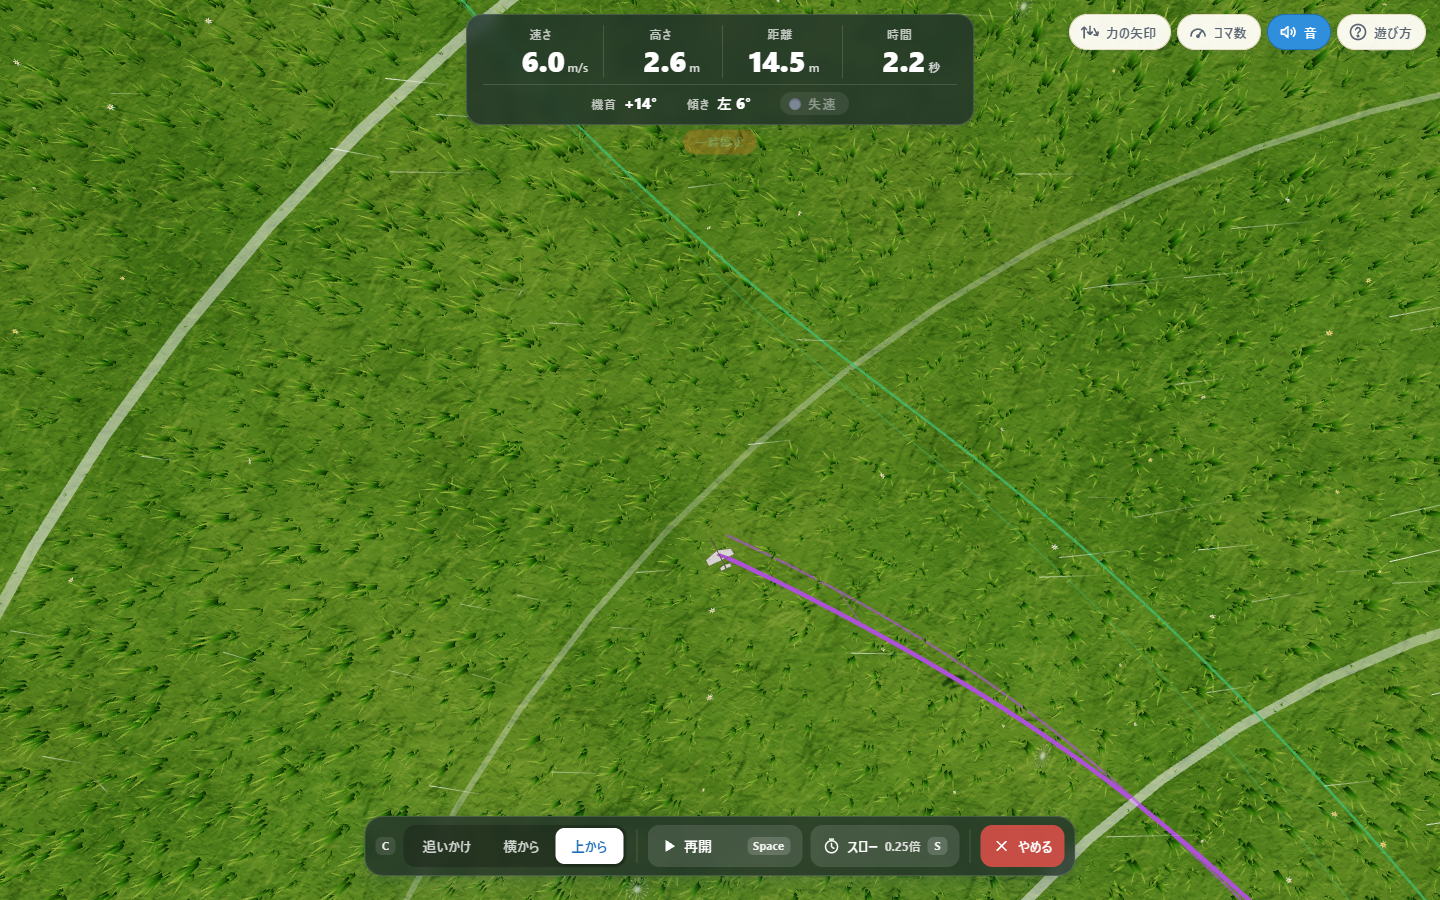 速さ 高さ 距離 時間
6.0 m/s 2.6 m 14.5 m 2.2 秒
機首 +14° 傾き 左 6° 失速
力の矢印 コマ数 音 遊び方
C 追いかけ 横から 上から 再開 Space スロー 0.25倍 S やめる